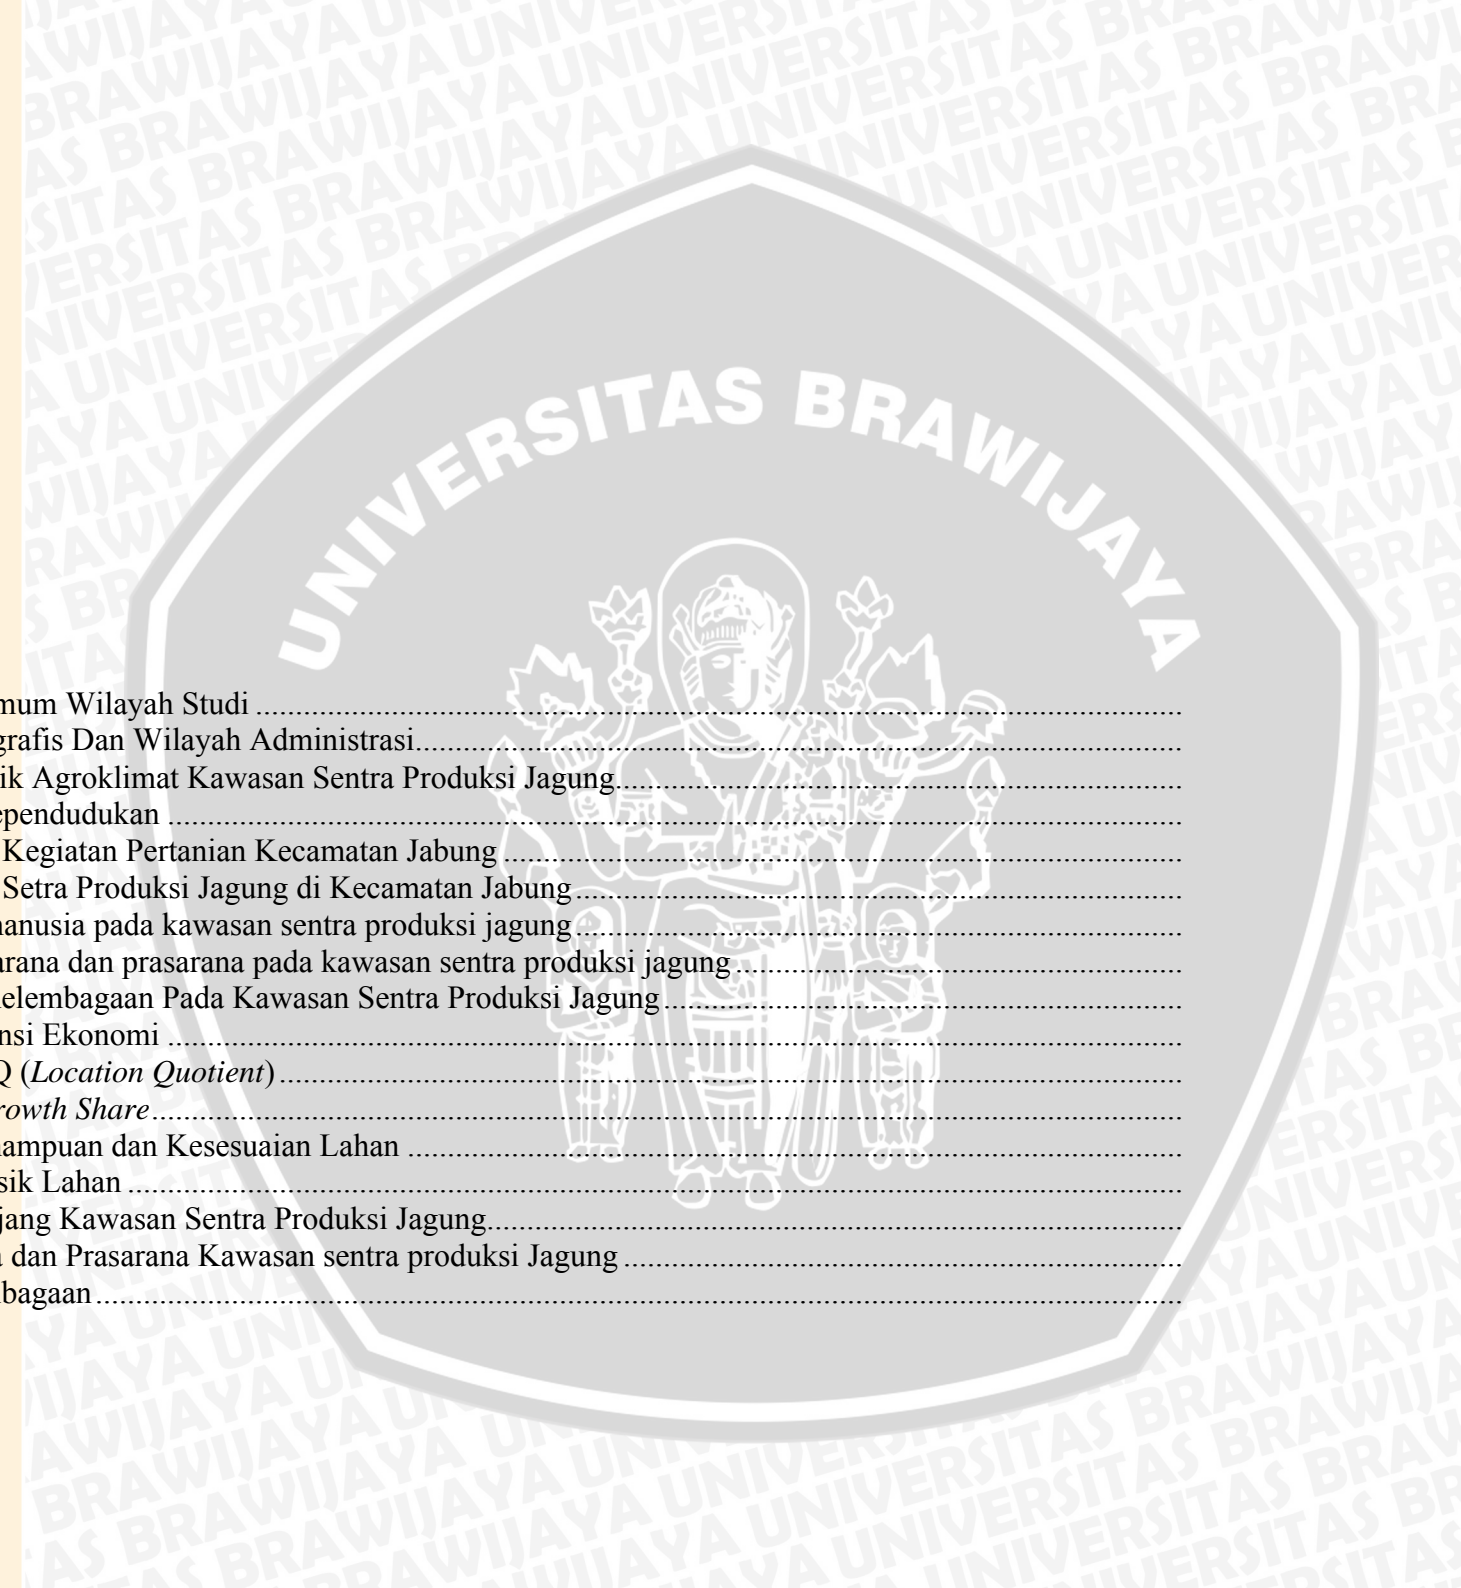 UNIVERSITAS BRAWIJAYA
mum Wilayah Studi ........................................
grafis Dan Wilayah Administrasi........................................
ik Agroklimat Kawasan Sentra Produksi Jagung........................................
ependudukan ........................................
Kegiatan Pertanian Kecamatan Jabung ........................................
Setra Produksi Jagung di Kecamatan Jabung ........................................
anusia pada kawasan sentra produksi jagung ........................................
arana dan prasarana pada kawasan sentra produksi jagung ........................................
elembagaan Pada Kawasan Sentra Produksi Jagung ........................................
nsi Ekonomi ........................................
Q (Location Quotient) ........................................
rowth Share ........................................
ampuan dan Kesesuaian Lahan ........................................
sik Lahan ........................................
jang Kawasan Sentra Produksi Jagung........................................
dan Prasarana Kawasan sentra produksi Jagung ........................................
bagaan ........................................